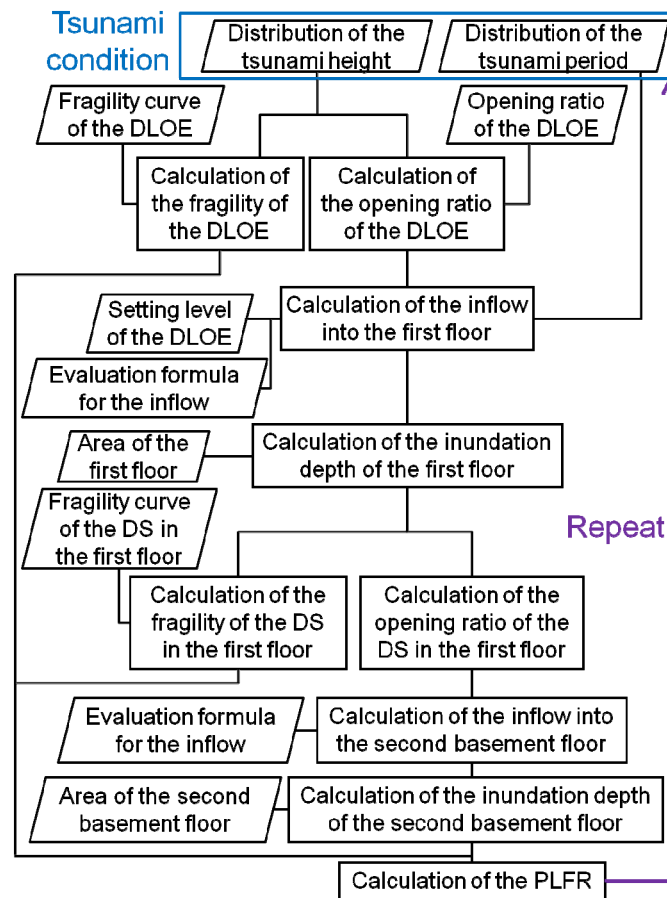 Tsunami
condition
Distribution of the
tsunami height
Distribution of the
tsunami period
Fragility curve
of the DLOE
Opening ratio
of the DLOE
Calculation of
the fragility of
the DLOE
Calculation of
the opening ratio
of the DLOE
Setting level
of the DLOE
Calculation of the inflow
into the first floor
Evaluation formula
for the inflow
Area of the
first floor
Calculation of the inundation
depth of the first floor
Fragility curve
of the DS in
the first floor
Repeat
Calculation of the
fragility of the DS
in the first floor
Calculation of the
opening ratio of the
DS in the first floor
Evaluation formula
for the inflow
Calculation of the inflow into
the second basement floor
Area of the second
basement floor
Calculation of the inundation depth
of the second basement floor
Calculation of the PLFR